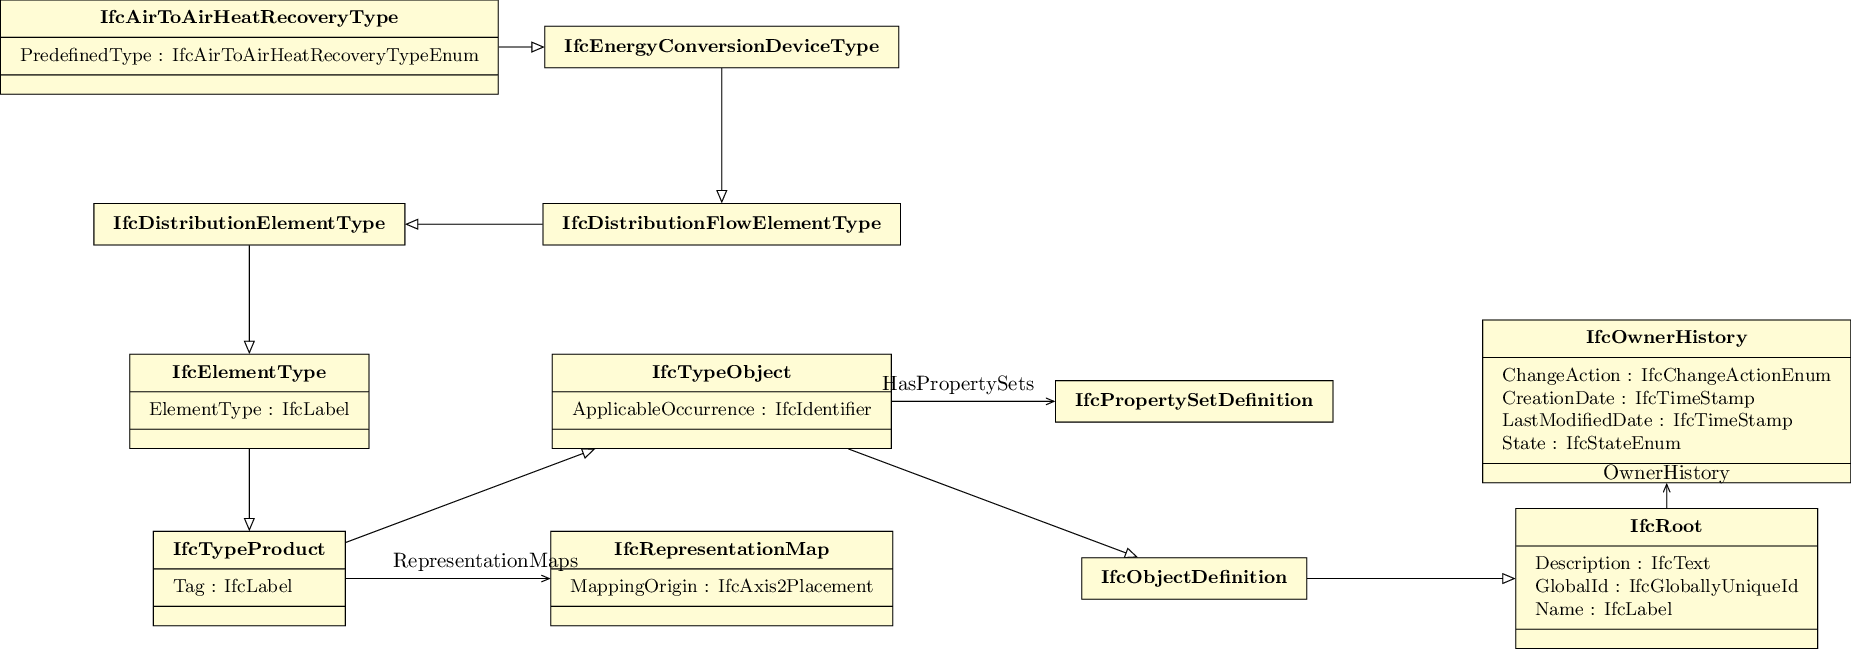 IfcAirToAirHeatRecoveryType
PredefinedType : IfcAirToAirHeatRecoveryTypeEnum
IfcEnergyConversionDeviceType
IfcDistributionElementType
IfcDistributionFlowElementType
IfcElementType
ElementType : IfcLabel
IfcTypeObject
ApplicableOccurrence : IfcIdentifier
HasPropertySets
IfcPropertySetDefinition
IfcOwnerHistory
ChangeAction : IfcChangeActionEnum
CreationDate : IfcTimeStamp
LastModifiedDate : IfcTimeStamp
State : IfcStateEnum
OwnerHistory
IfcTypeProduct
Tag : IfcLabel
RepresentationMaps
IfcRepresentationMap
MappingOrigin : IfcAxis2Placement
IfcObjectDefinition
IfcRoot
Description : IfcText
GlobalId : IfcGloballyUniqueId
Name : IfcLabel